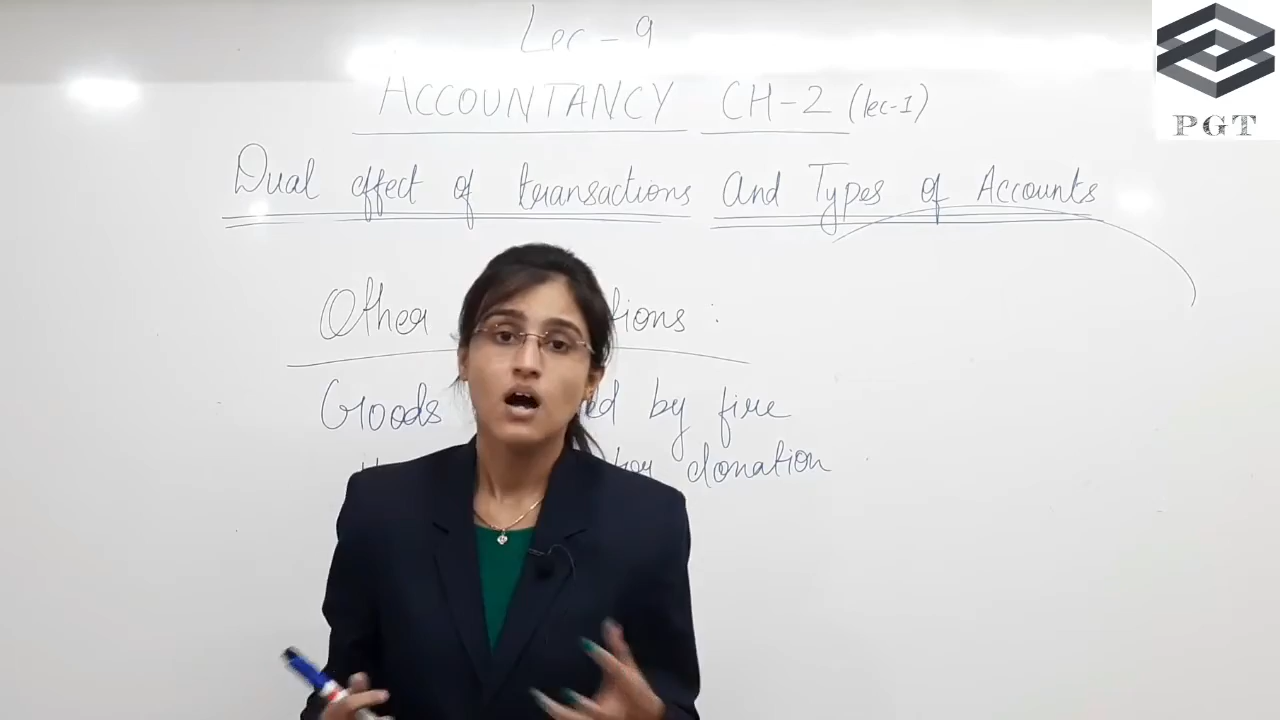 Lec - 9
PGT
ACCOUNTANCY CH-2 (lec-1)
Dual effect of transactions and Types of Accounts
Other :
Goods by fire
donation